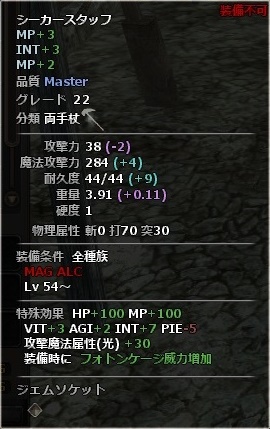 装備不可
シーカースタッフ
MP+3
INT+3
MP+2
品質 Master
グレード 22
分類 両手杖
攻撃力 38 (-2)
魔法攻撃力 284 (+4)
耐久度 44/44 (+9)
重量 3.91 (+0.11)
硬度 1
物理属性 斬0 打70 突30
装備条件 全種族
MAG ALC
Lv 54~
特殊効果 HP+100 MP+100
VIT+3 AGI+2 INT+7 PIE-5
攻撃魔法属性(光) +30
装備時に フォトンケージ威力増加
ジェムソケット